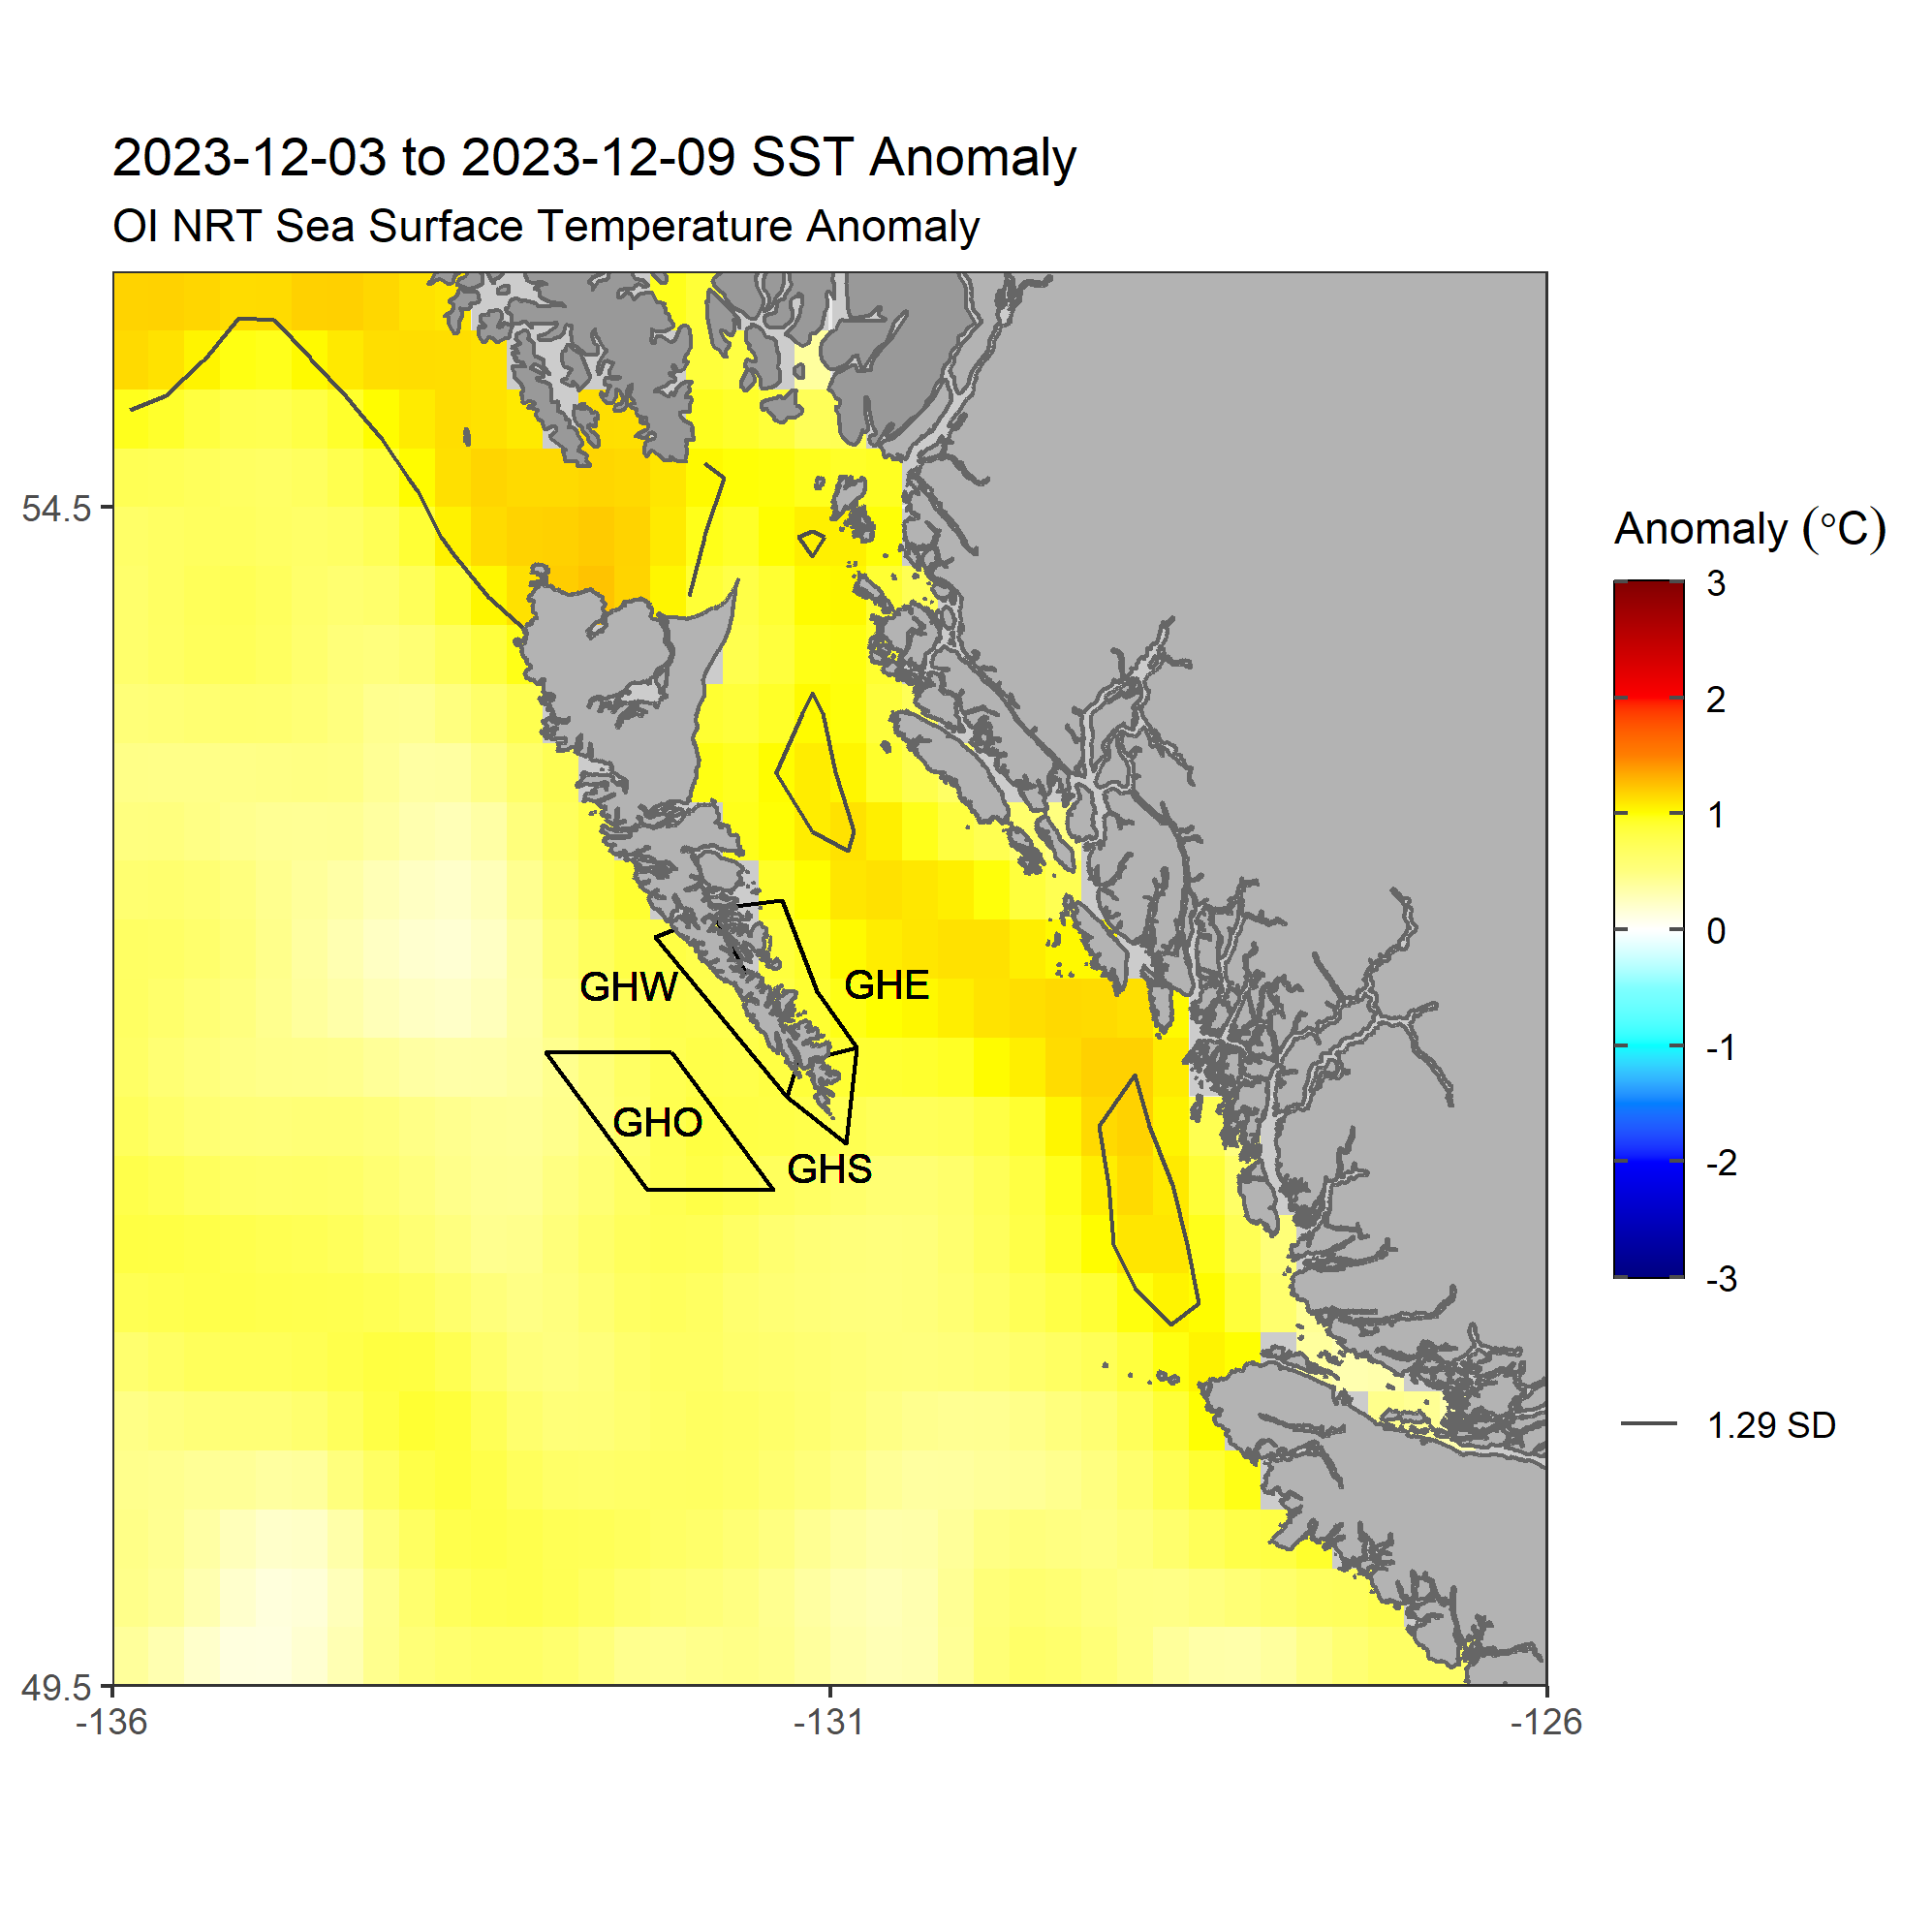 2023-12-03 to 2023-12-09 SST Anomaly
OI NRT Sea Surface Temperature Anomaly
54.5
49.5
-136
-131
-126
GHW
GHE
GHO
GHS
Anomaly (°C)
3
2
1
0
-1
-2
-3
1.29 SD